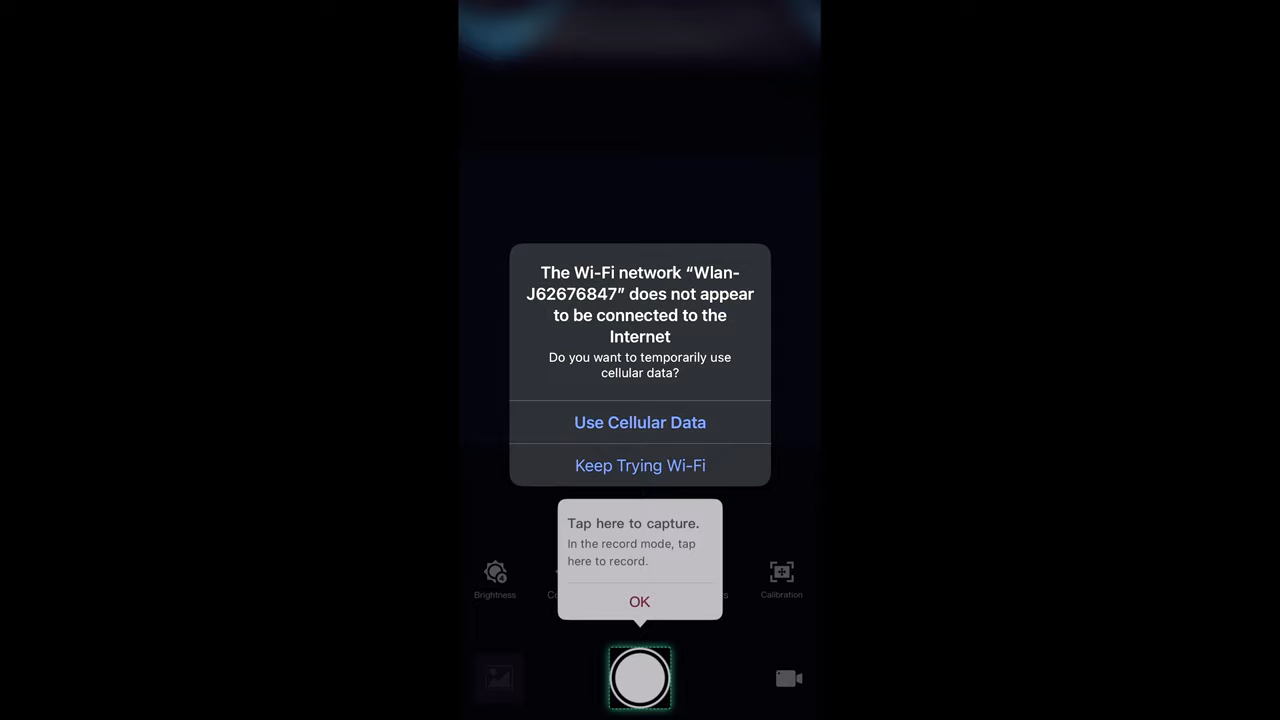 The Wi-Fi network “Wlan-
J62676847” does not appear
to be connected to the
Internet
Do you want to temporarily use
cellular data?
Use Cellular Data
Keep Trying Wi-Fi
Tap here to capture.
In the record mode, tap
here to record.
OK
Brightness
Calibration